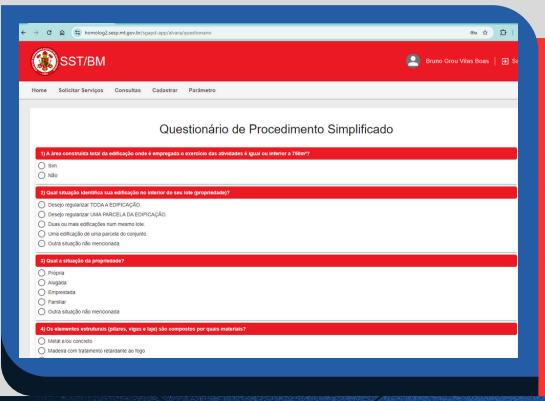 homolog2.sesp.mt.gov.br/sgapd-app/alvara/questionario
SST/BM
Bruno Grou Vilas Boas
Home Solicitar Serviços Consultas Cadastrar Parâmetro
Questionário de Procedimento Simplificado
1) A área construída total da edificação onde é empregado o exercício das atividades é igual ou inferior a 750m²?
Sim
Não
2) Qual situação identifica sua edificação no interior do seu lote (propriedade)?
Desejo regularizar TODA A EDIFICAÇÃO.
Desejo regularizar UMA PARCELA DA EDIFICAÇÃO.
Duas ou mais edificações num mesmo lote.
Uma edificação de uma parcela do conjunto.
Outra situação não mencionada
3) Qual a situação da propriedade?
Própria
Alugada
Emprestada
Familiar
Outra situação não mencionada
4) Os elementos estruturais (pilares, vigas e laje) são compostos por quais materiais?
Metal e/ou concreto
Madeira com tratamento retardante ao fogo